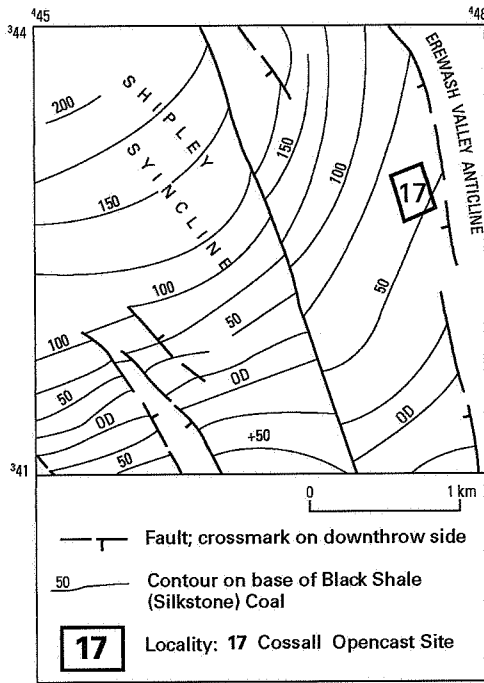 ⁴45
⁴48
³44
EREWASH VALLEY ANTICLINE
SHIPLEY
SYINCLINE
200
150
150
100
17
50
100
50
100
50
OD
OD
OD
+50
50
³41
0 1 km
Fault; crossmark on downthrow side
50 Contour on base of Black Shale
(Silkstone) Coal
17 Locality: 17 Cossall Opencast Site